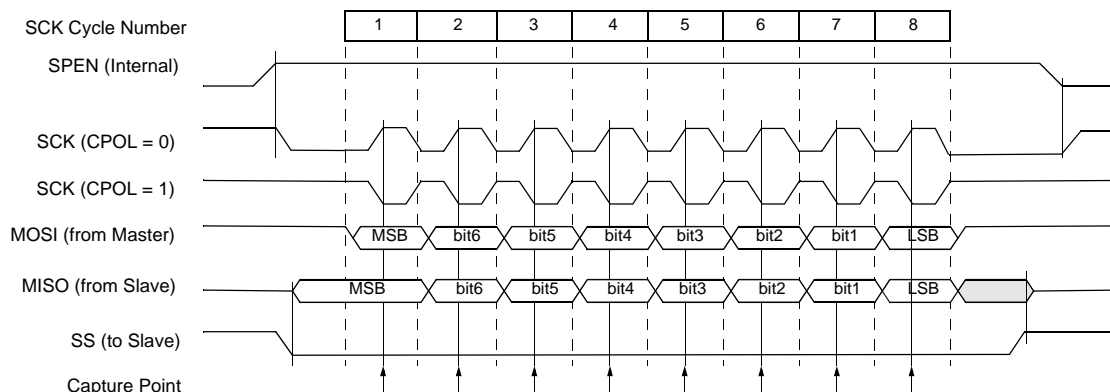 SCK Cycle Number 1 2 3 4 5 6 7 8
SPEN (Internal)
SCK (CPOL = 0)
SCK (CPOL = 1)
MOSI (from Master) MSB bit6 bit5 bit4 bit3 bit2 bit1 LSB
MISO (from Slave) MSB bit6 bit5 bit4 bit3 bit2 bit1 LSB
SS (to Slave)
Capture Point